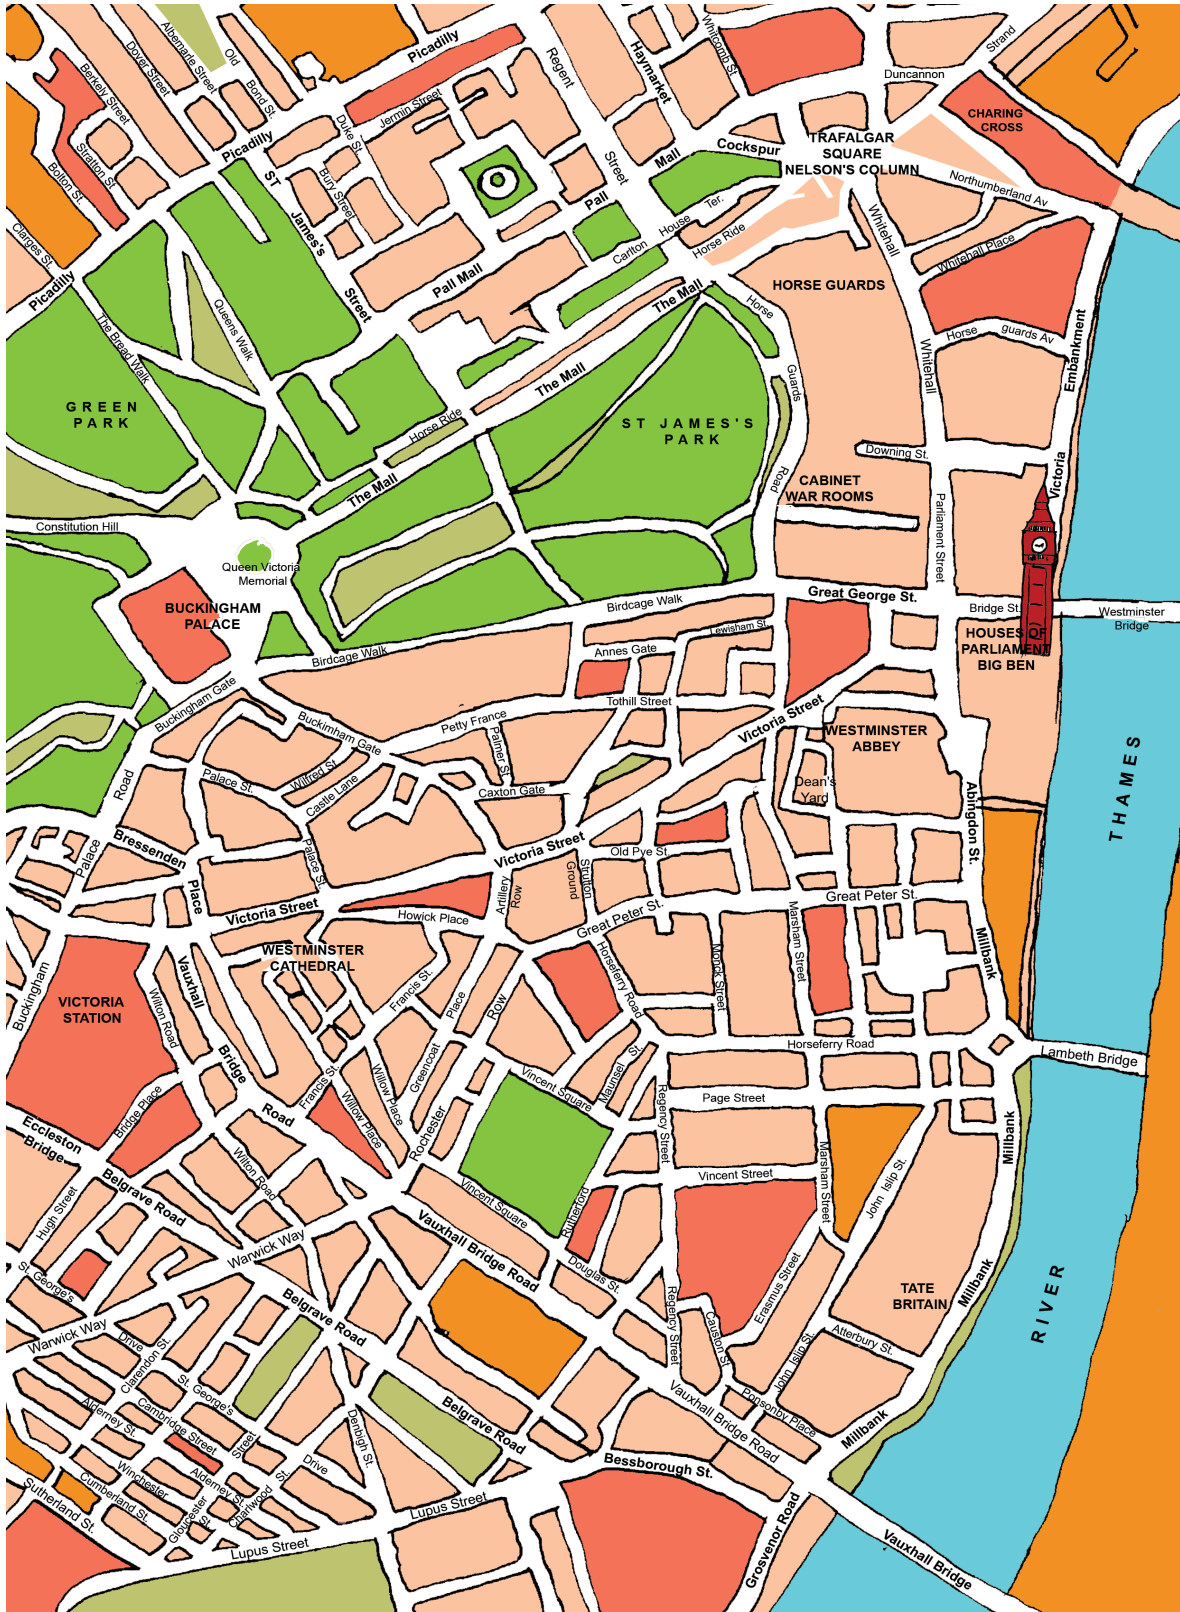 Picadilly
Jermin Street
Regent
Street
Haymarket
Whitcomb St.
Strand
Duncannon
CHARING
CROSS
Albemarle Street
Dover Street
Old
Bond St.
Berkely Street
Stratton St
Bolton St.
Clarges St.
Picadilly
Picadilly
ST
James's
Street
Duke St.
Bury Street
Pall
Mall
Cockspur
TRAFALGAR
SQUARE
NELSON'S COLUMN
Northumberland Av
Carlton
House
Ter.
Horse Ride
Whitehall
Whitehall Place
Pall Mall
The Mall
HORSE GUARDS
Horse
Guards
Road
Horse
guards Av
Whitehall
Embankment
Victoria
The Bread Walk
Queens Walk
GREEN
PARK
The Mall
Horse Ride
ST JAMES'S
PARK
Downing St.
CABINET
WAR ROOMS
The Mall
Parliament Street
Constitution Hill
Queen Victoria
Memorial
BUCKINGHAM
PALACE
Birdcage Walk
Great George St.
Bridge St.
Westminster
Bridge
HOUSES OF
PARLIAMENT
BIG BEN
Lewisham St.
Annes Gate
Birdcage Walk
Buckingham Gate
Tothill Street
Petty France
Buckimham Gate
Palmer St.
Victoria Street
WESTMINSTER
ABBEY
Dean's
Yard
THAMES
Palace St.
Wilfred St.
Castle Lane
Caxton Gate
Abingdon St.
Road
Palace
Bressenden
Place
Palace St.
Victoria Street
Old Pye St.
Strutton
Ground
Artillery
Row
Victoria Street
Howick Place
Great Peter St.
Great Peter St.
WESTMINSTER
CATHEDRAL
Buckingham
VICTORIA
STATION
Vauxhall
Wilton Road
Francis St.
Place
Row
Horseferry Road
Monck Street
Marsham Street
Millbank
Horseferry Road
Lambeth Bridge
Bridge
Road
Francis St.
Willow Place
Willow Place
Greencoat
Rochester
Vincent Square
Maunsel St.
Regency Street
Page Street
Millbank
Eccleston
Bridge
Bridge Place
Wilton Road
Belgrave Road
Hugh Street
Vincent Square
Vincent Street
Marsham Street
John Islip St.
Rutherford
Warwick Way
Vauxhall Bridge Road
Douglas St.
Erasmus Street
RIVER
TATE
BRITAIN
Millbank
St. George's
Drive
Warwick Way
Belgrave Road
Regency Street
Causton St.
John Islip St.
Atterbury St.
Clarendon St.
St. George's
Drive
Ponsonby Place
Vauxhall Bridge Road
Millbank
Alderney St.
Cambridge Street
Street
Belgrave Road
Denbigh St.
Alderney St.
Winchester
Cumberland St.
Gloucester
St
Charlwood
St.
Sutherland St.
Lupus Street
Lupus Street
Bessborough St.
Grosvenor Road
Vauxhall Bridge